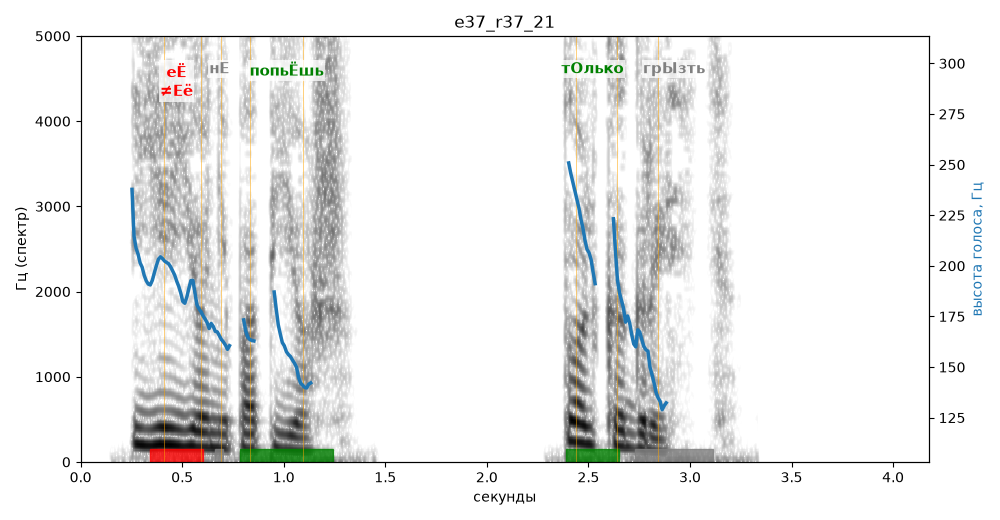 e37_r37_21
5000
4000
3000
2000
1000
0
Гц (спектр)
еЁ
≠Её
нЕ
попьЁшь
тОлько
грЫзть
300
275
250
225
200
175
150
125
высота голоса, Гц
0.0 0.5 1.0 1.5 2.0 2.5 3.0 3.5 4.0
секунды